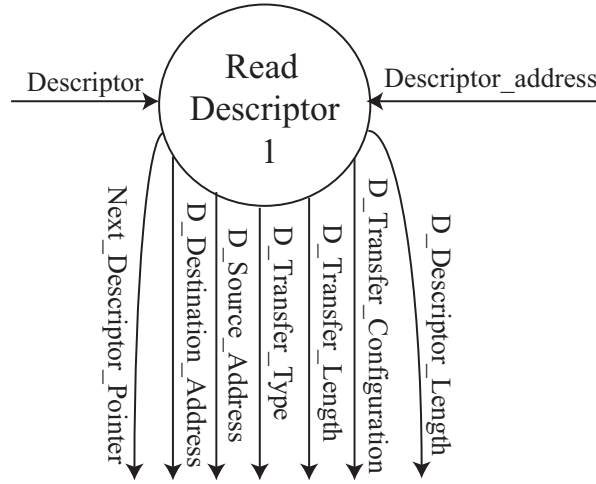 Descriptor
Read
Descriptor
1
Descriptor_address
Next_Descriptor_Pointer
D_Destination_Address
D_Source_Address
D_Transfer_Type
D_Transfer_Length
D_Transfer_Configuration
D_Descriptor_Length